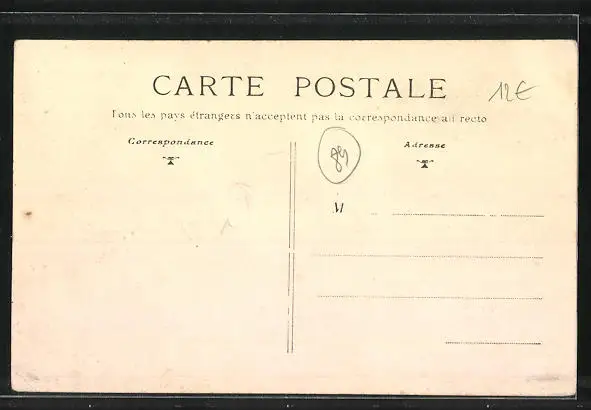 CARTE POSTALE
12€
Tous les pays étrangers n'acceptent pas la correspondance au recto
Correspondance
Adresse
M